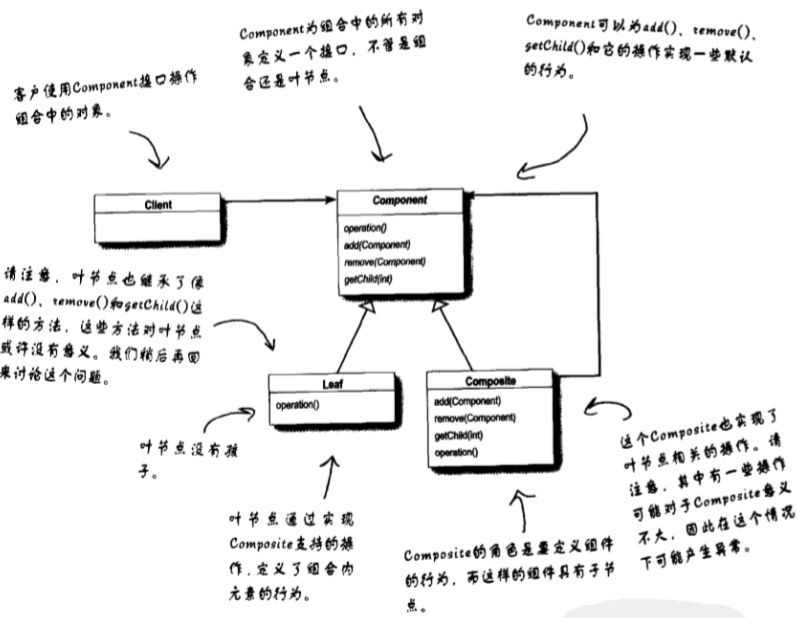 Component为组合中的所有对
象定义一个接口，不管是组
合还是叶节点。
Component可以为add()、remove()、
getChild()和它的操作实现一些默认
的行为。
客户使用Component接口操作
组合中的对象。
Client
Component
operation()
add(Component)
remove(Component)
getChild(int)
请注意，叶节点也继承了像
add()、remove()和getChild()这
样的方法，这些方法对叶节点
或许没有意义。我们稍后再回
来讨论这个问题。
Leaf
operation()
Composite
add(Component)
remove(Component)
getChild(int)
operation()
叶节点没有孩
子。
这个Composite也实现了
叶节点相关的操作。请
注意，其中有一些操作
可能对于Composite意义
不大，因此在这个情况
下可能产生异常。
叶节点通过实现
Composite支持的操
作，定义了组合内
元素的行为。
Composite的角色是要定义组件
的行为，而这样的组件具有子节
点。